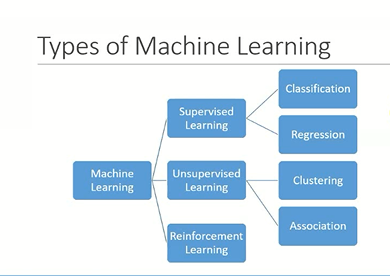 Types of Machine Learning
Classification
Supervised
Learning
Regression
Machine
Learning
Unsupervised
Learning
Clustering
Association
Reinforcement
Learning